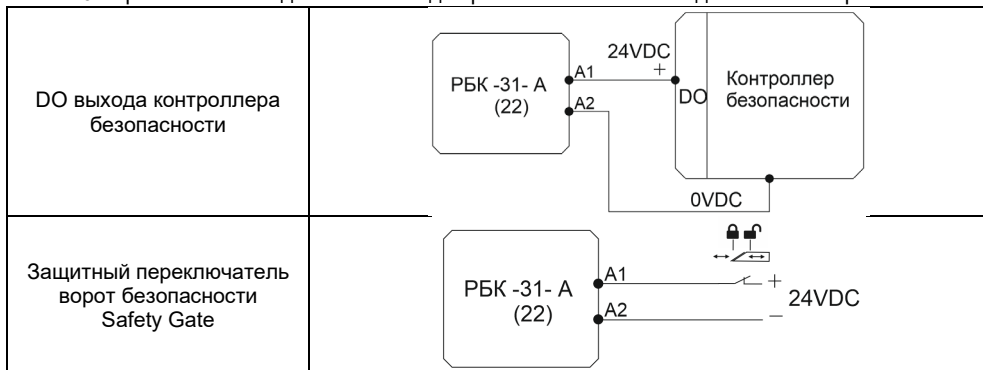 DO выхода контроллера
безопасности
РБК -31- А
(22)
A1
A2
24VDC
+
DO
Контроллер
безопасности
0VDC
Защитный переключатель
ворот безопасности
Safety Gate
РБК -31- А
(22)
A1
A2
+
24VDC
−